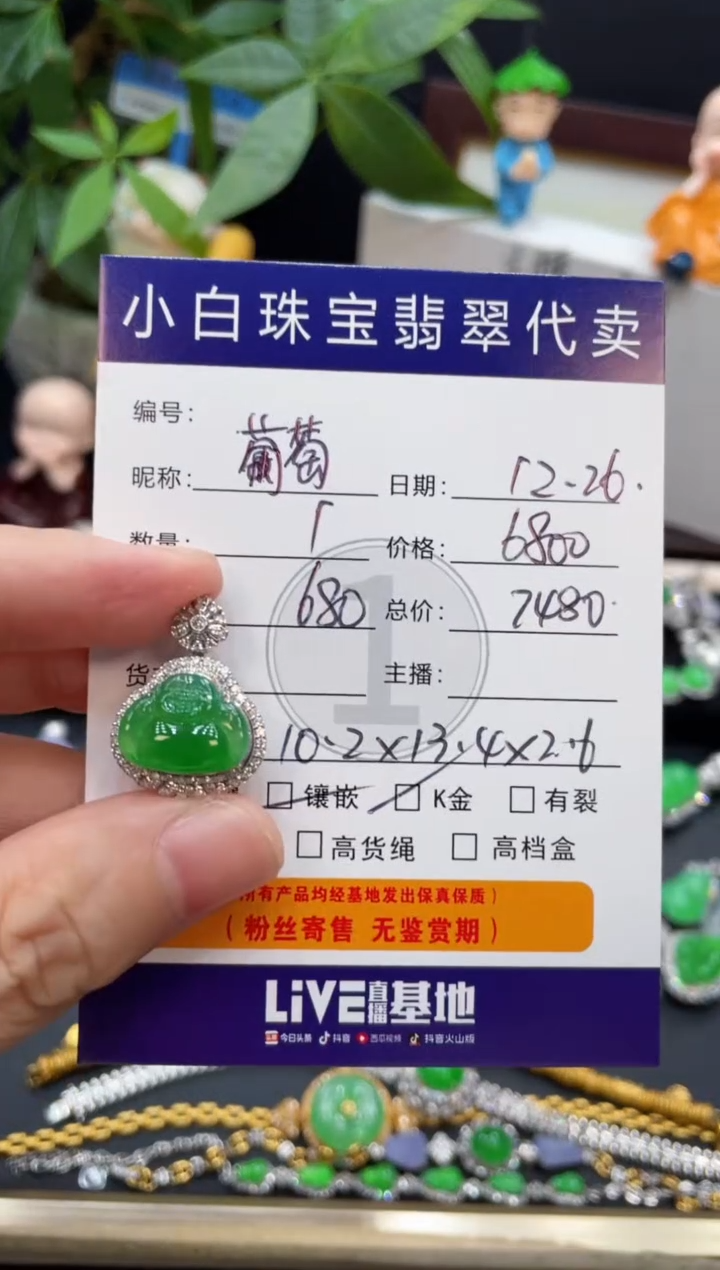 小白珠宝翡翠代卖
编号：
昵称： 葡萄 日期： 12.26.
数量： 1 价格： 6800
680 总价： 7480.
货 主播：
10.2×13.4×2.6
□ 镶嵌 □ K金 □ 有裂
□ 高货绳 □ 高档盒
所有产品均经基地发出保真保质）
（粉丝寄售 无鉴赏期）
LiVE直播基地
今日头条 抖音 西瓜视频 抖音火山版